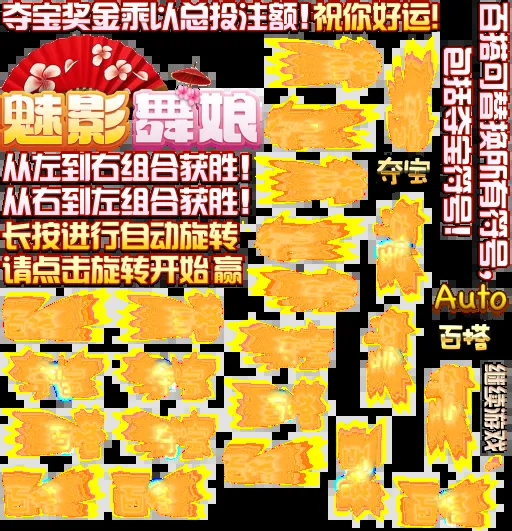 夺宝奖金乘以总投注额!祝你好运!
百搭可替换所有符号,
包括夺宝符号!
魅影舞娘
从左到右组合获胜!
从右到左组合获胜!
长按进行自动旋转
请点击旋转开始 赢
夺宝
Auto
百搭
继续游戏